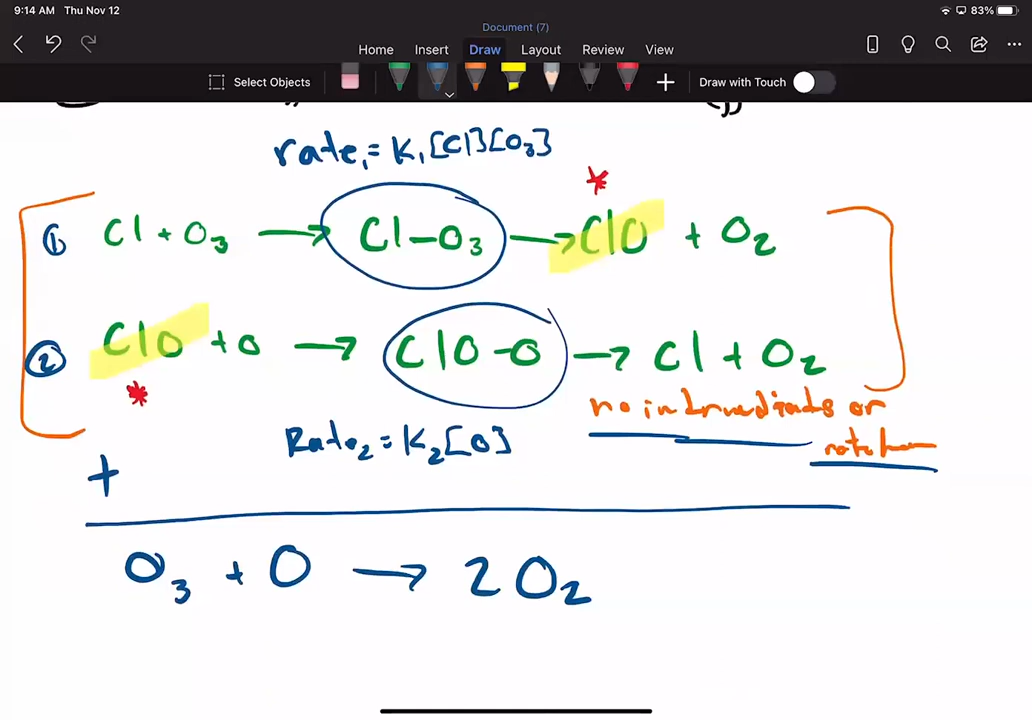 9:14 AM Thu Nov 12
83%
Document (7)
Home Insert Draw Layout Review View
Select Objects
Draw with Touch
rate₁ = K₁[Cl][O₃]
*
① Cl + O₃ → Cl-O₃ → ClO + O₂
② ClO + O → ClO-O → Cl + O₂
*
no or
Rate₂ = K₂[O]
+
O₃ + O → 2O₂